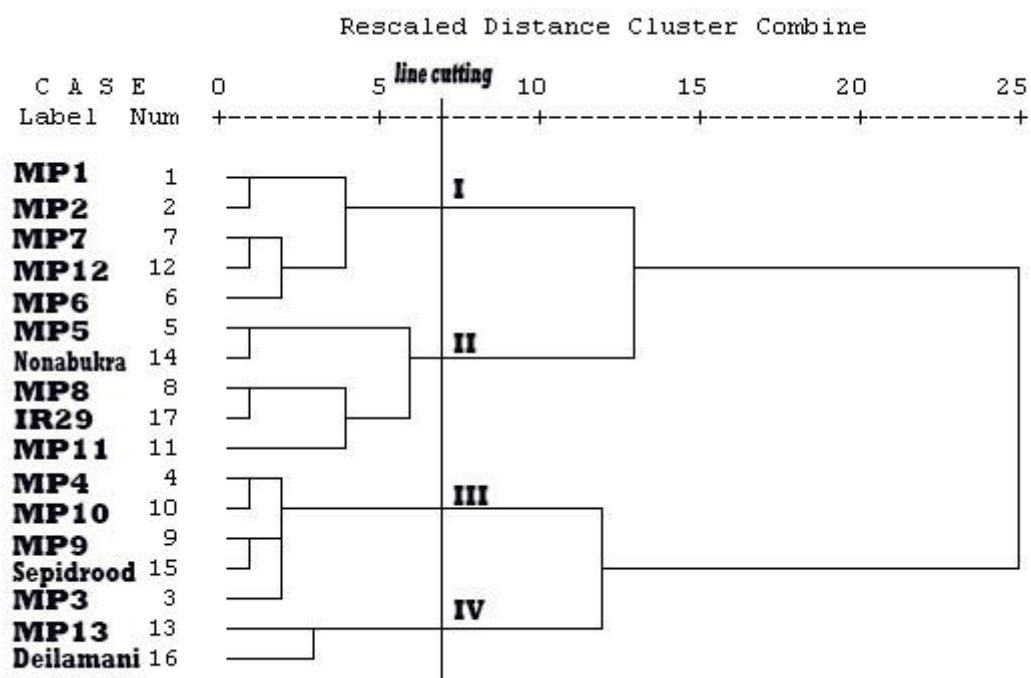 Rescaled Distance Cluster Combine
line cutting
C A S E 0 5 10 15 20 25
Label Num +---------+---------+---------+---------+---------+
MP1 1
I
MP2 2
MP7 7
MP12 12
MP6 6
MP5 5
Nonabukra 14 II
MP8 8
IR29 17
MP11 11
MP4 4
III
MP10 10
MP9 9
Sepidrood 15
MP3 3
IV
MP13 13
Deilamani 16